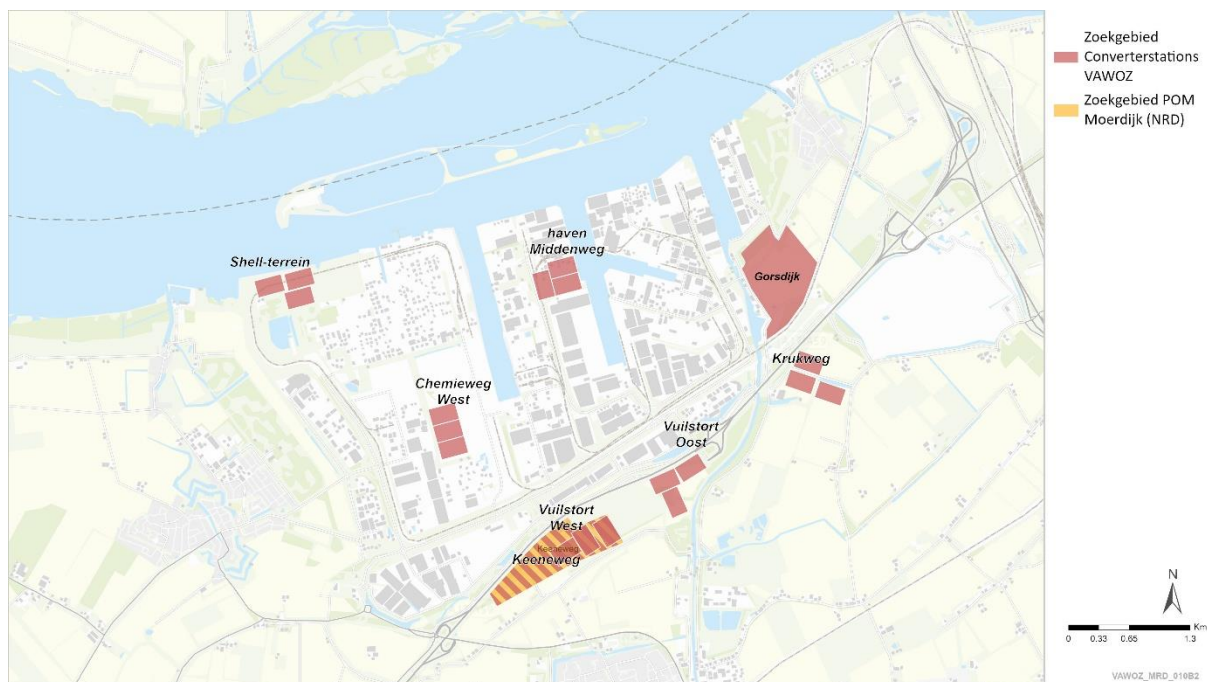 Zoekgebied
Converterstations
VAWOZ
Zoekgebied POM
Moerdijk (NRD)
haven
Middenweg
Shell-terrein
Gorsdijk
Krukweg
Chemieweg
West
Vuilstort
Oost
Vuilstort
West
Keeneweg
Keeneweg
N
Km
0 0.33 0.65 1.3
VAWOZ_MRD_010B2